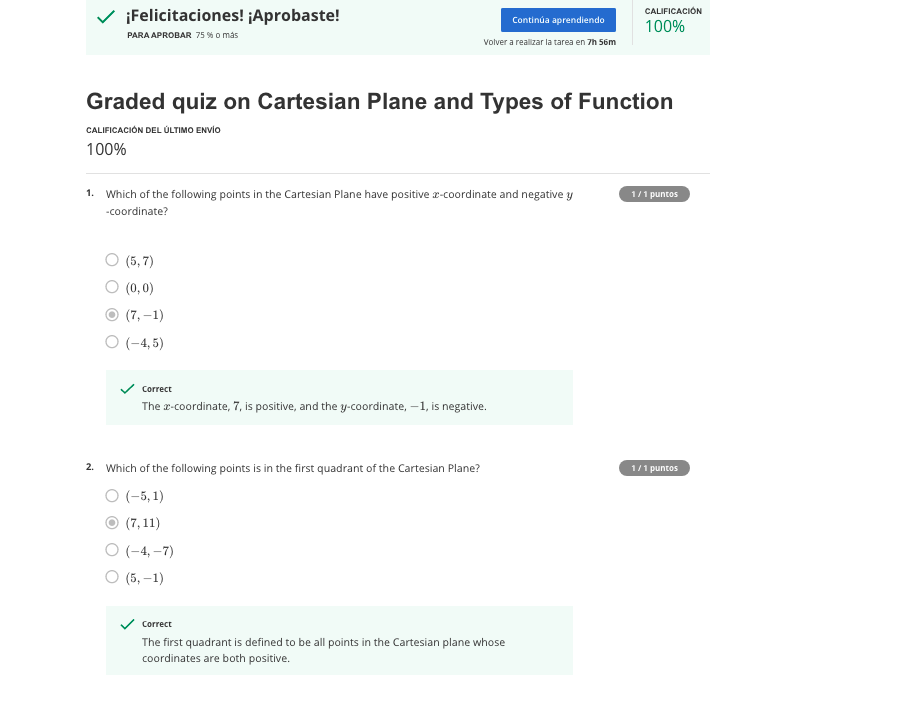 ¡Felicitaciones! ¡Aprobaste!
PARA APROBAR 75 % o más
Continúa aprendiendo
Volver a realizar la tarea en 7h 56m
CALIFICACIÓN
100%
Graded quiz on Cartesian Plane and Types of Function
CALIFICACIÓN DEL ÚLTIMO ENVÍO
100%
1. Which of the following points in the Cartesian Plane have positive x-coordinate and negative y
-coordinate?
1 / 1 puntos
(5, 7)
(0, 0)
(7, −1)
(−4, 5)
Correct
The x-coordinate, 7, is positive, and the y-coordinate, −1, is negative.
2. Which of the following points is in the first quadrant of the Cartesian Plane?
1 / 1 puntos
(−5, 1)
(7, 11)
(−4, −7)
(5, −1)
Correct
The first quadrant is defined to be all points in the Cartesian plane whose
coordinates are both positive.